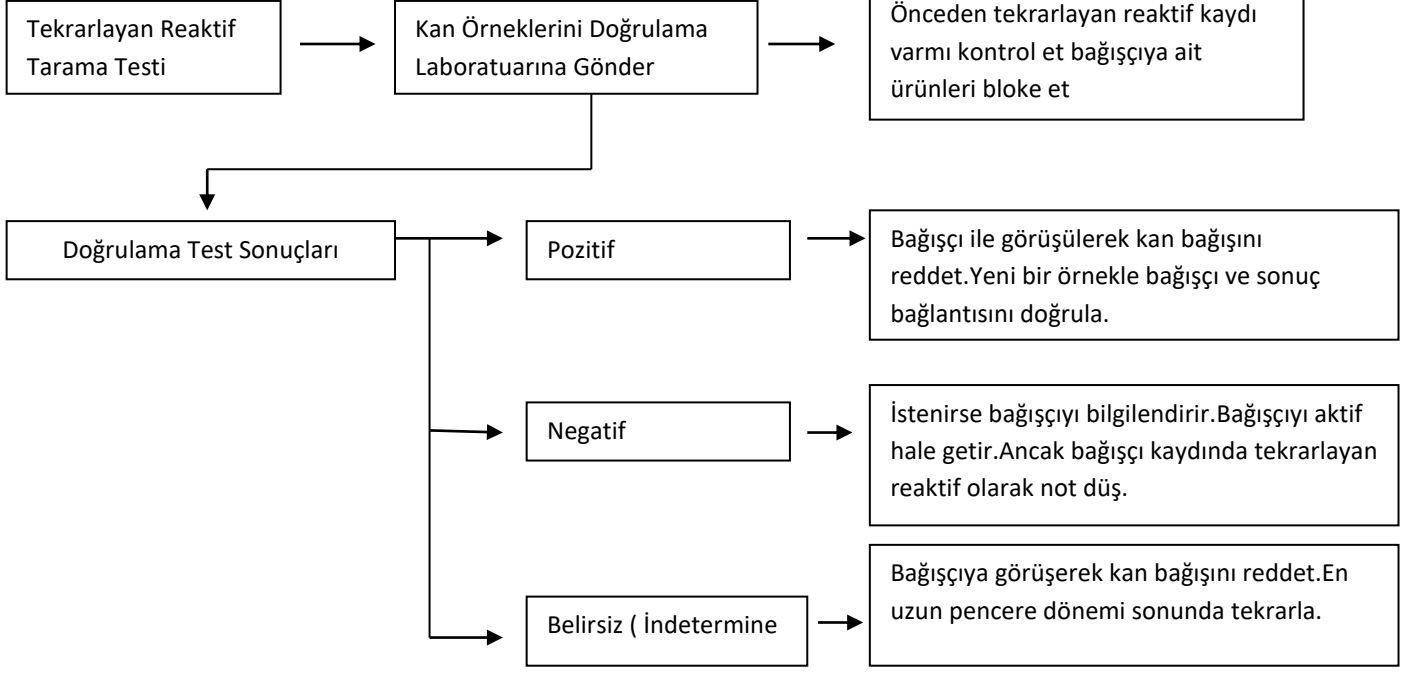 Tekrarlayan Reaktif
Tarama Testi
Kan Örneklerini Doğrulama
Laboratuarına Gönder
Önceden tekrarlayan reaktif kaydı
varmı kontrol et bağışçıya ait
ürünleri bloke et
Doğrulama Test Sonuçları
Pozitif
Bağışçı ile görüşülerek kan bağışını
reddet.Yeni bir örnekle bağışçı ve sonuç
bağlantısını doğrula.
Negatif
İstenirse bağışçıyı bilgilendirir.Bağışçıyı aktif
hale getir.Ancak bağışçı kaydında tekrarlayan
reaktif olarak not düş.
Belirsiz ( İndetermine
Bağışçıya görüşerek kan bağışını reddet.En
uzun pencere dönemi sonunda tekrarla.